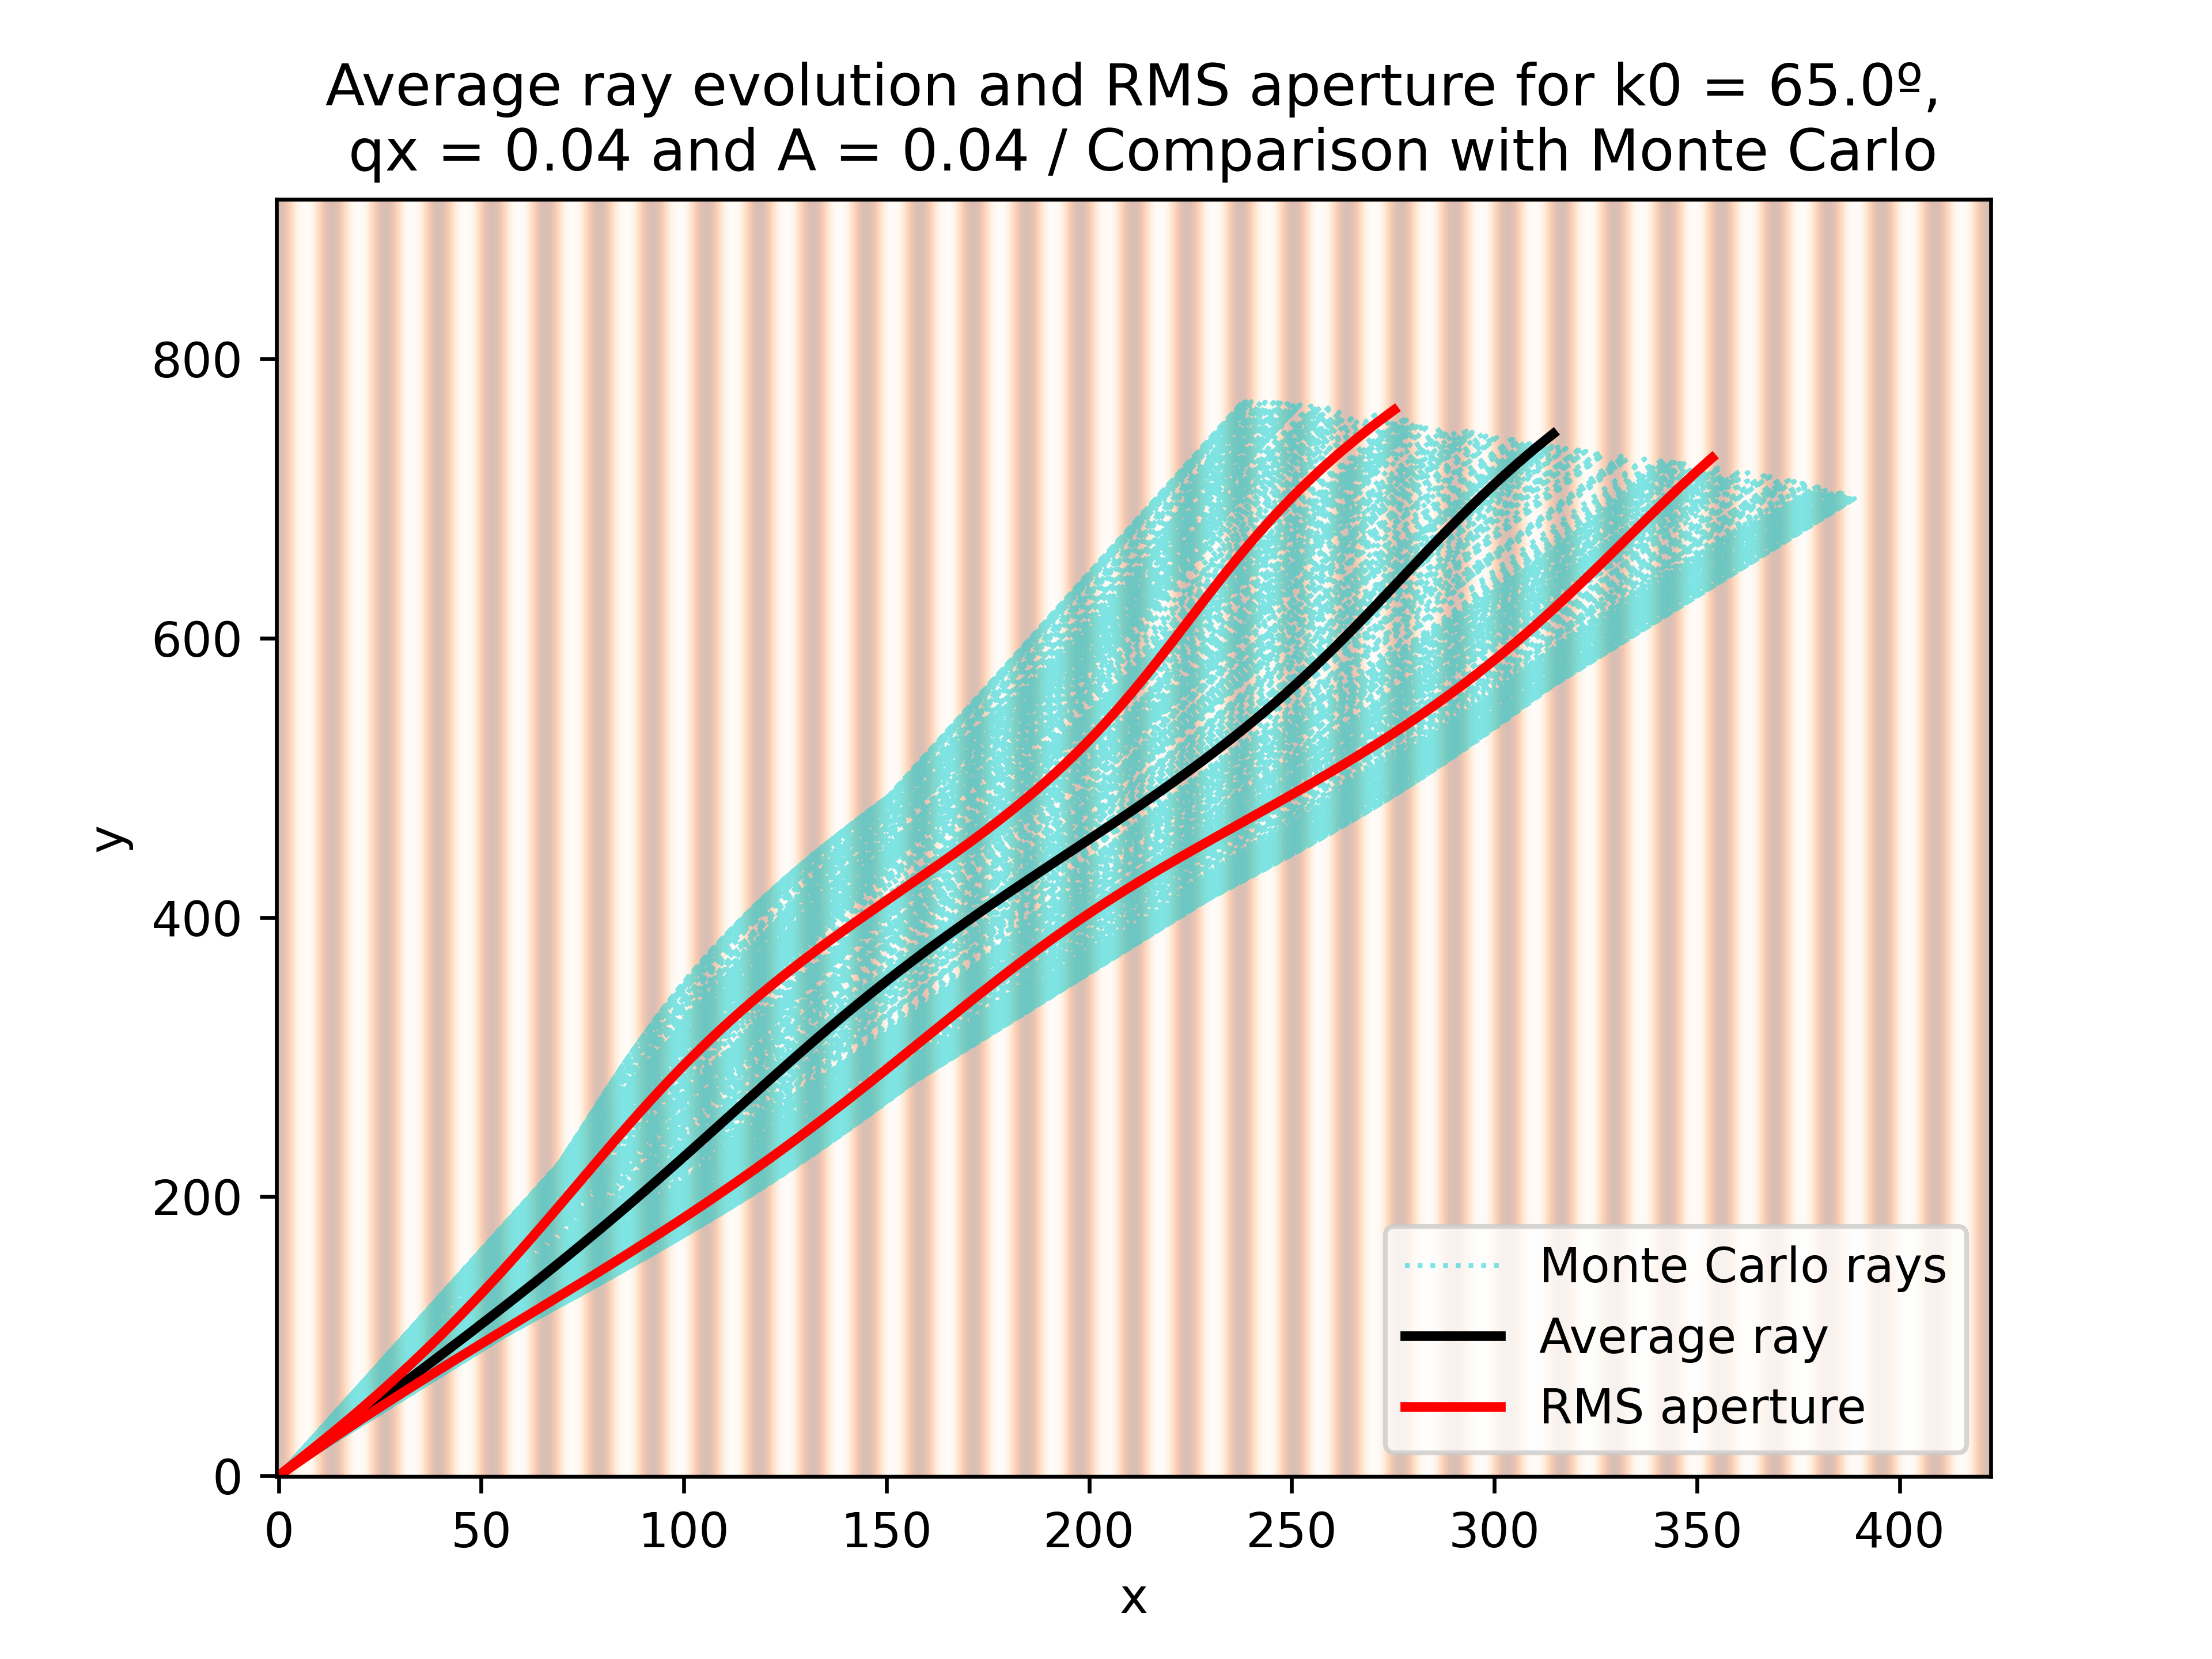 Average ray evolution and RMS aperture for k0 = 65.0º,
qx = 0.04 and A = 0.04 / Comparison with Monte Carlo
800
600
400
200
0
y
0 50 100 150 200 250 300 350 400
x
Monte Carlo rays
Average ray
RMS aperture